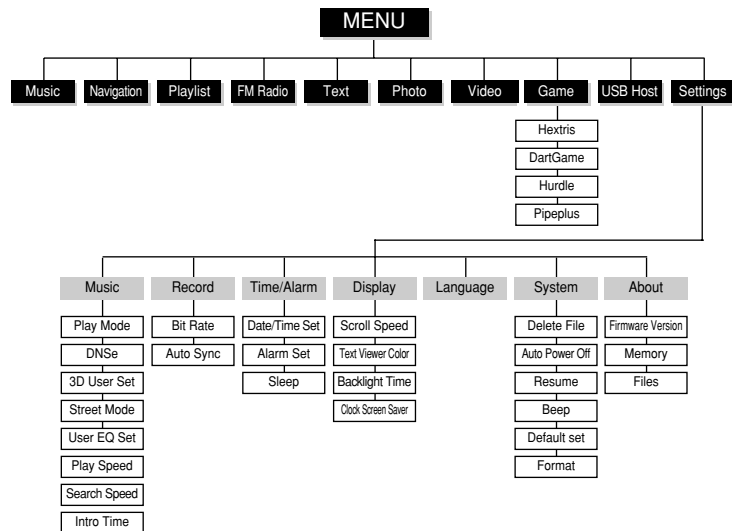 MENU
Music
Navigation
Playlist
FM Radio
Text
Photo
Video
Game
USB Host
Settings
Hextris
DartGame
Hurdle
Pipeplus
Music
Record
Time/Alarm
Display
Language
System
About
Play Mode
DNSe
3D User Set
Street Mode
User EQ Set
Play Speed
Search Speed
Intro Time
Bit Rate
Auto Sync
Date/Time Set
Alarm Set
Sleep
Scroll Speed
Text Viewer Color
Backlight Time
Clock Screen Saver
Delete File
Auto Power Off
Resume
Beep
Default set
Format
Firmware Version
Memory
Files